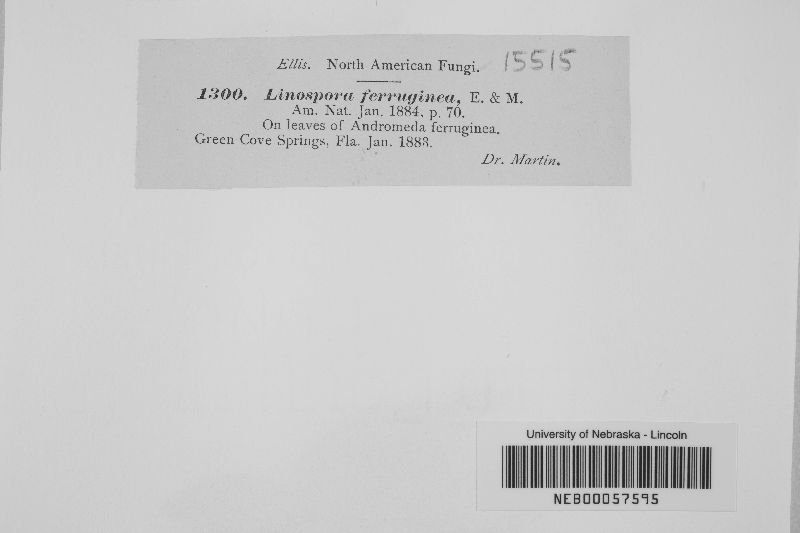 Ellis. North American Fungi. 15515
1300. Linospora ferruginea, E. & M.
Am. Nat. Jan. 1884, p. 70.
On leaves of Andromeda ferruginea.
Green Cove Springs, Fla. Jan. 1883.
Dr. Martin.
University of Nebraska - Lincoln
NEB00057595